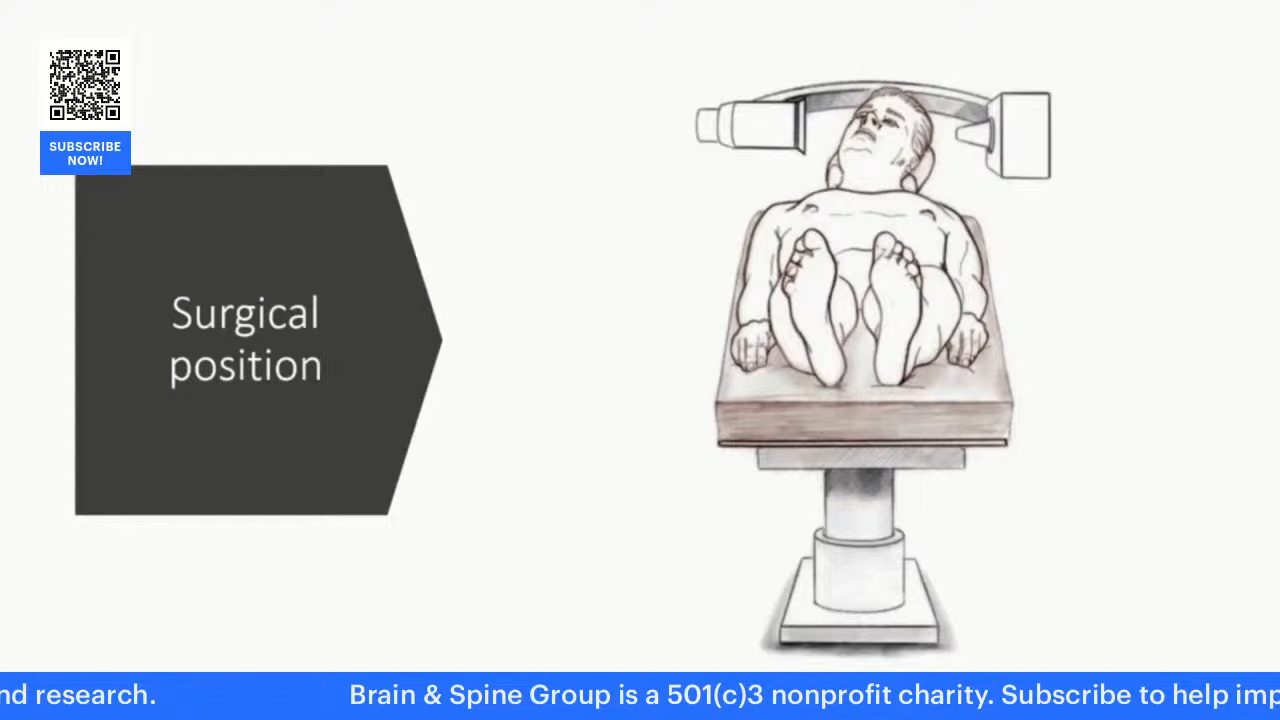 SUBSCRIBE
NOW!
Surgical
position
nd research. Brain & Spine Group is a 501(c)3 nonprofit charity. Subscribe to help imp